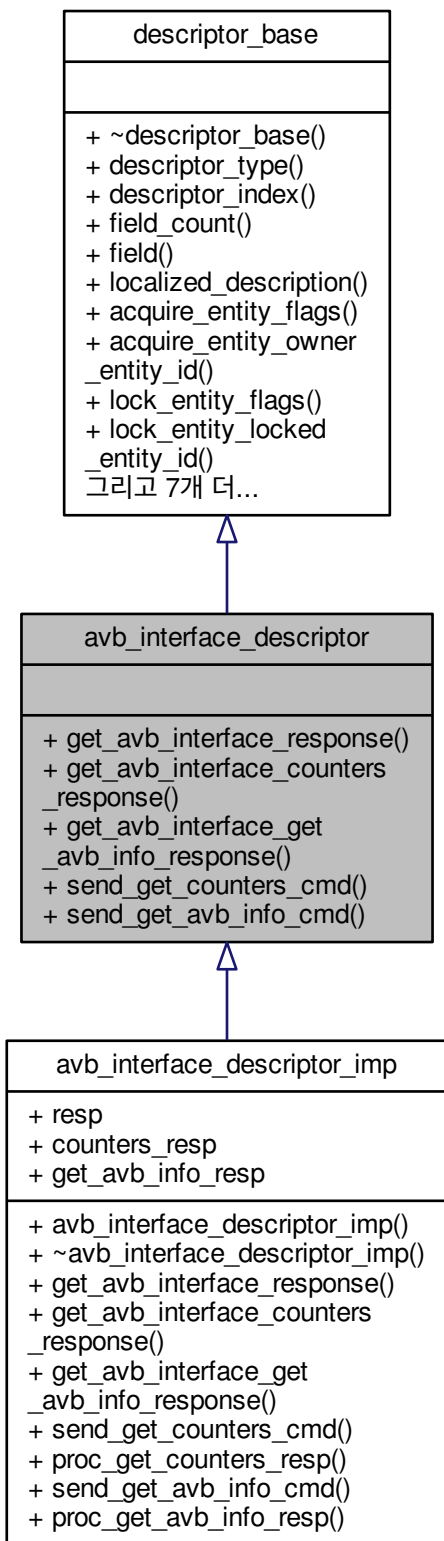 descriptor_base
+ ~descriptor_base()
+ descriptor_type()
+ descriptor_index()
+ field_count()
+ field()
+ localized_description()
+ acquire_entity_flags()
+ acquire_entity_owner
_entity_id()
+ lock_entity_flags()
+ lock_entity_locked
_entity_id()
그리고 7개 더...
avb_interface_descriptor
+ get_avb_interface_response()
+ get_avb_interface_counters
_response()
+ get_avb_interface_get
_avb_info_response()
+ send_get_counters_cmd()
+ send_get_avb_info_cmd()
avb_interface_descriptor_imp
+ resp
+ counters_resp
+ get_avb_info_resp
+ avb_interface_descriptor_imp()
+ ~avb_interface_descriptor_imp()
+ get_avb_interface_response()
+ get_avb_interface_counters
_response()
+ get_avb_interface_get
_avb_info_response()
+ send_get_counters_cmd()
+ proc_get_counters_resp()
+ send_get_avb_info_cmd()
+ proc_get_avb_info_resp()